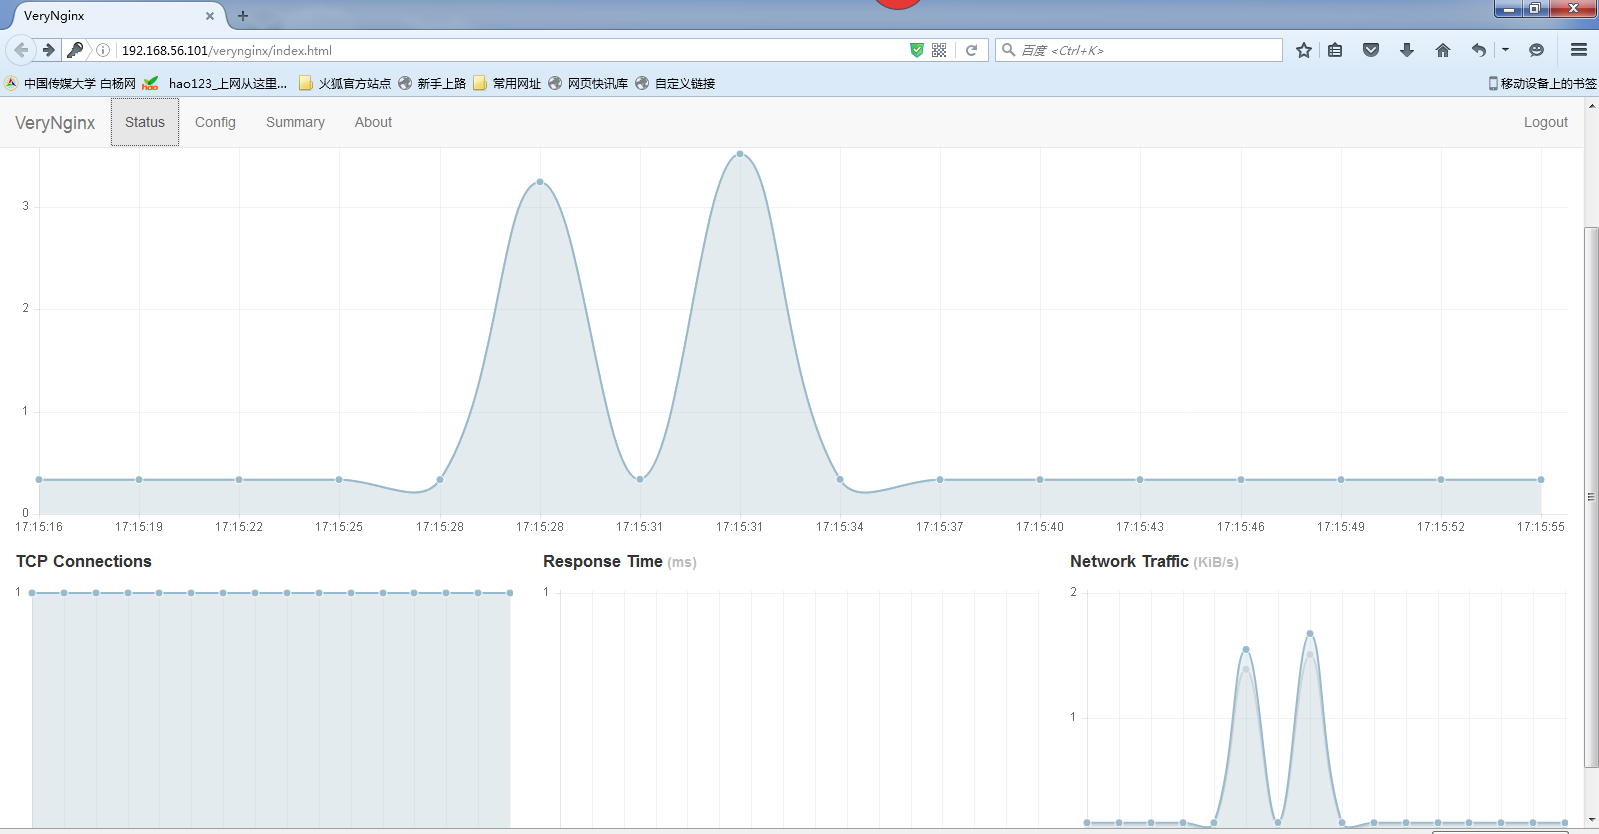 VeryNginx
192.168.56.101/verynginx/index.html
百度 <Ctrl+K>
中国传媒大学 白杨网 hao123_上网从这里... 火狐官方站点 新手上路 常用网址 网页快讯库 自定义链接 移动设备上的书签
VeryNginx Status Config Summary About Logout
3
2
1
0
17:15:16 17:15:19 17:15:22 17:15:25 17:15:28 17:15:28 17:15:31 17:15:31 17:15:34 17:15:37 17:15:40 17:15:43 17:15:46 17:15:49 17:15:52 17:15:55
TCP Connections Response Time (ms) Network Traffic (KiB/s)
1 1 2
1